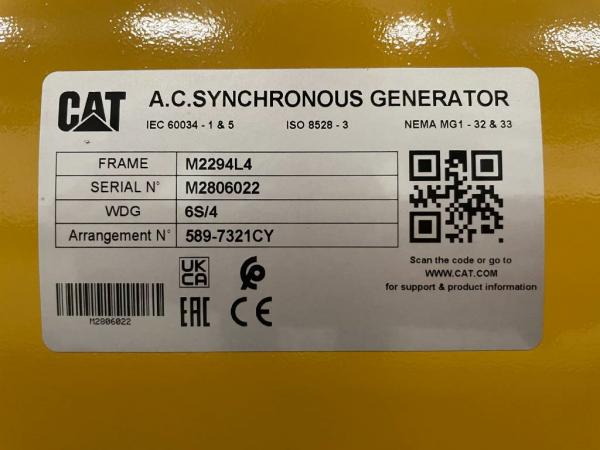 CAT A.C.SYNCHRONOUS GENERATOR
IEC 60034 - 1 & 5 ISO 8528 - 3 NEMA MG1 - 32 & 33
FRAME M2294L4
SERIAL N° M2806022
WDG 6S/4
Arrangement N° 589-7321CY
Scan the code or go to
WWW.CAT.COM
for support & product information
UK
CA
EAC CE
M2806022